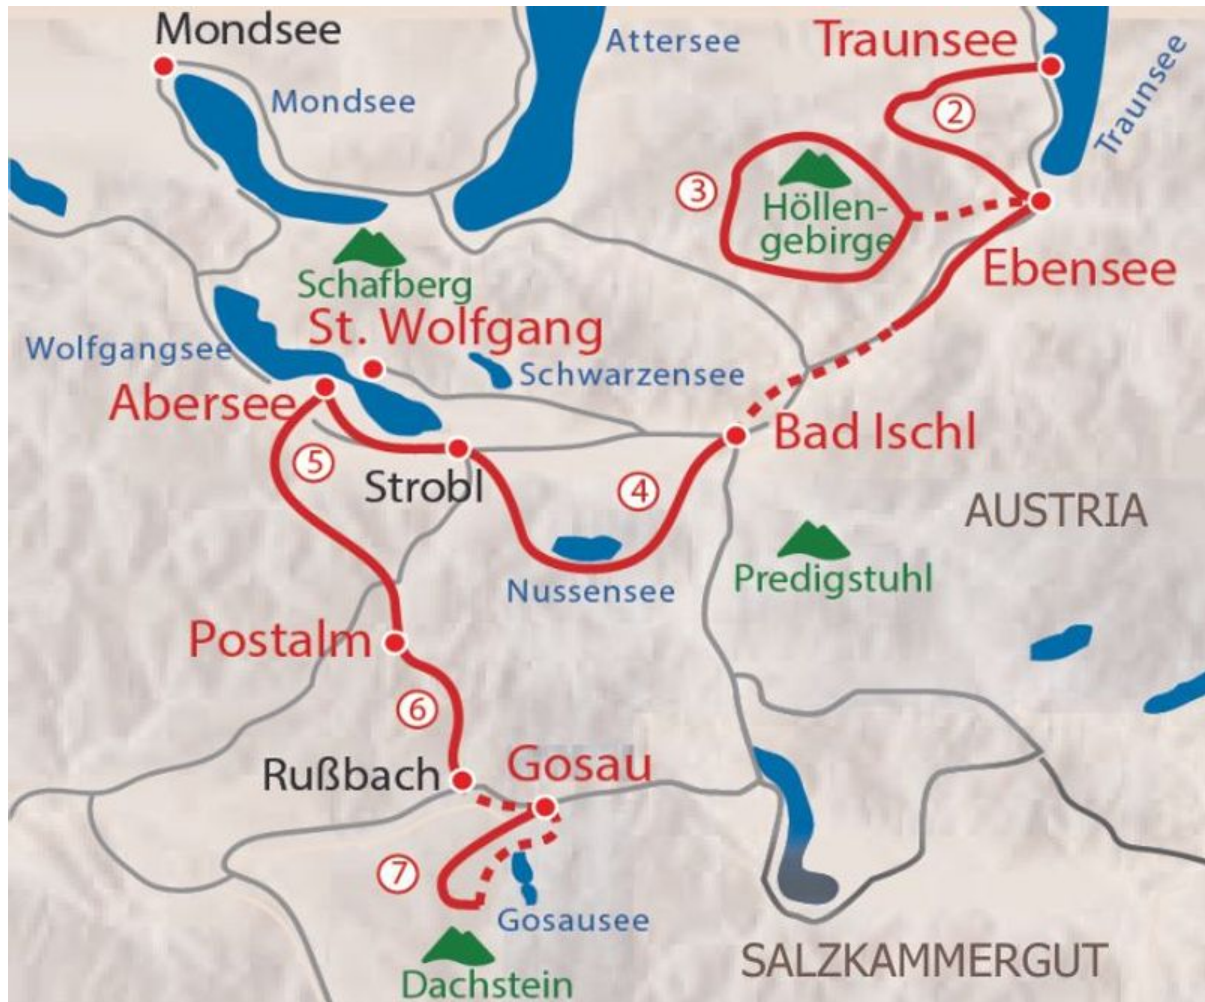 Mondsee
Attersee
Traunsee
Mondsee
Traunsee
2
3
Höllen-
gebirge
Ebensee
Schafberg
St. Wolfgang
Wolfgangsee
Schwarzensee
Abersee
Bad Ischl
5
Strobl
4
AUSTRIA
Nussensee
Predigstuhl
Postalm
6
Rußbach
Gosau
7
Gosausee
Dachstein
SALZKAMMERGUT